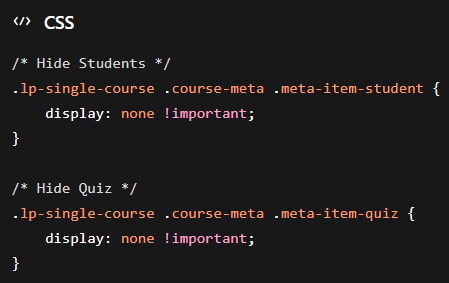 </> CSS
/* Hide Students */
.lp-single-course .course-meta .meta-item-student {
    display: none !important;
}

/* Hide Quiz */
.lp-single-course .course-meta .meta-item-quiz {
    display: none !important;
}